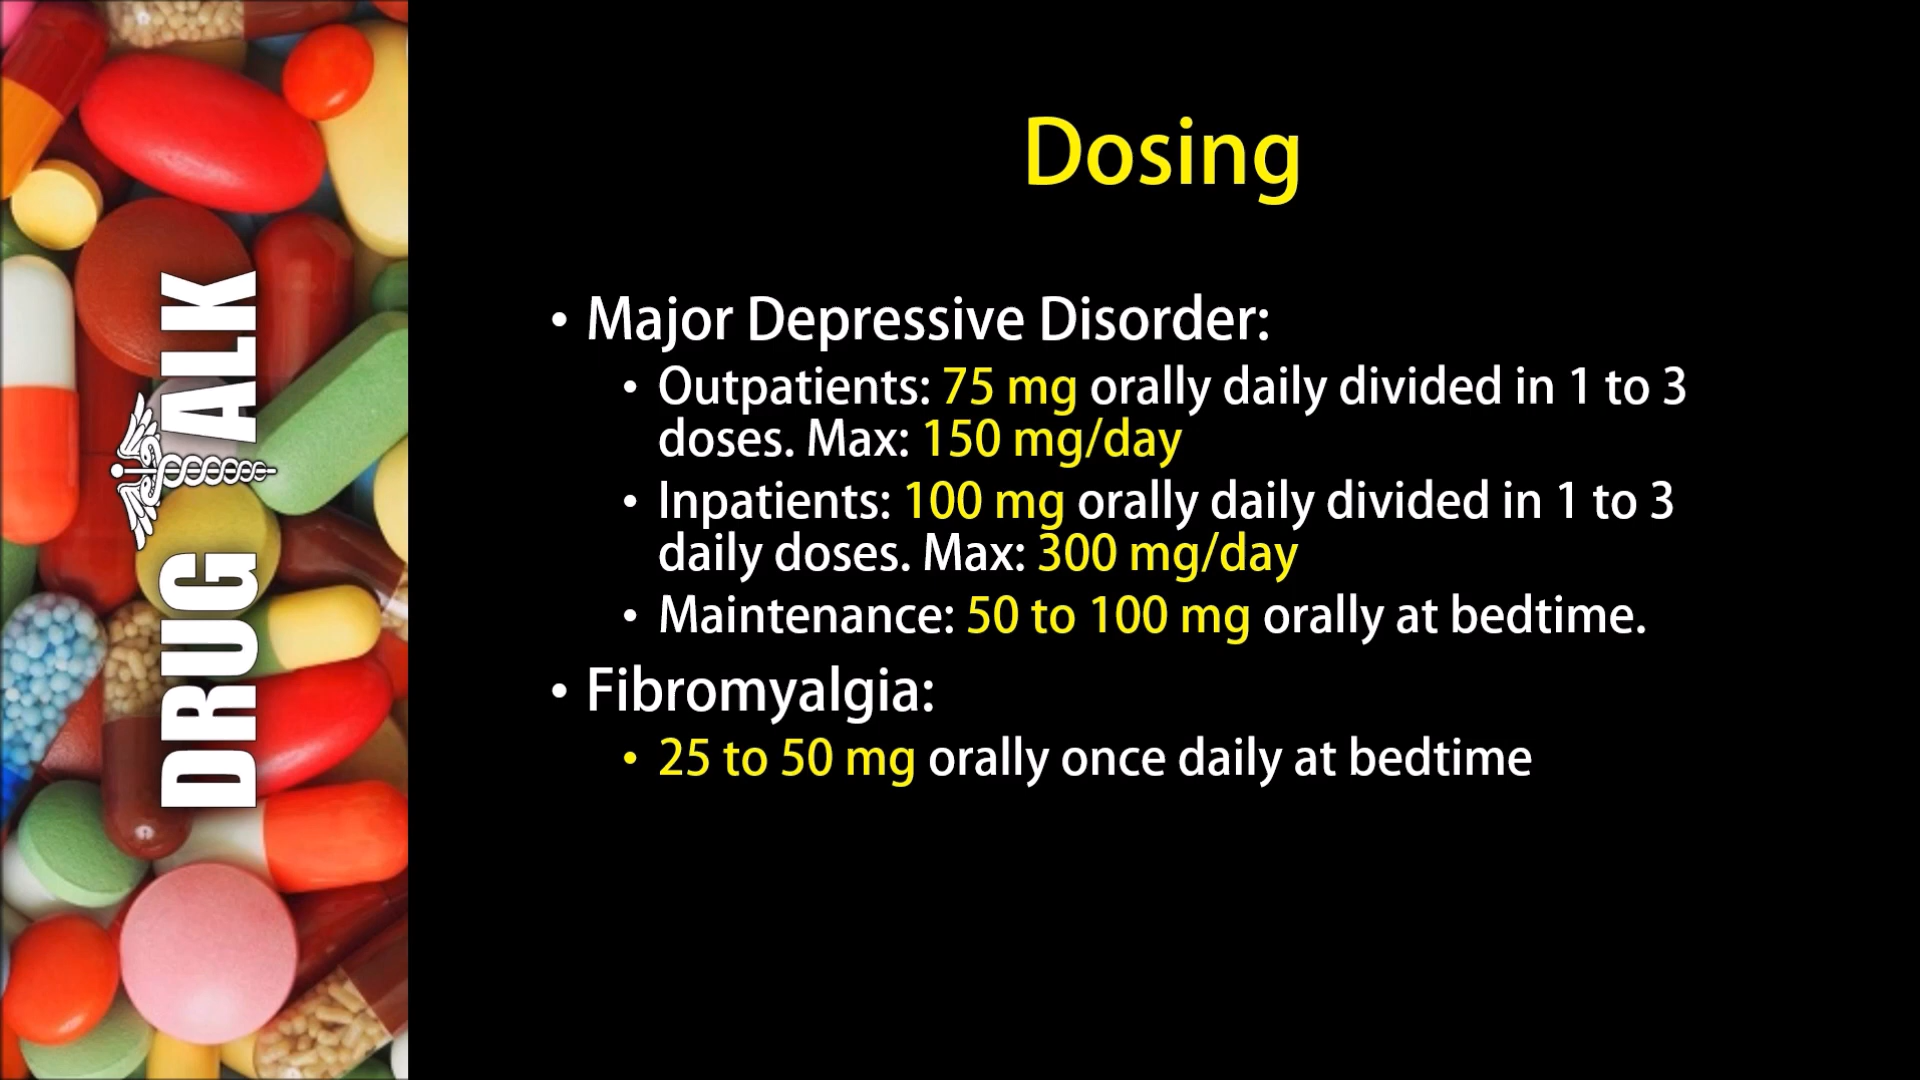 DRUG TALK
Dosing
• Major Depressive Disorder:
• Outpatients: 75 mg orally daily divided in 1 to 3
doses. Max: 150 mg/day
• Inpatients: 100 mg orally daily divided in 1 to 3
daily doses. Max: 300 mg/day
• Maintenance: 50 to 100 mg orally at bedtime.
• Fibromyalgia:
• 25 to 50 mg orally once daily at bedtime